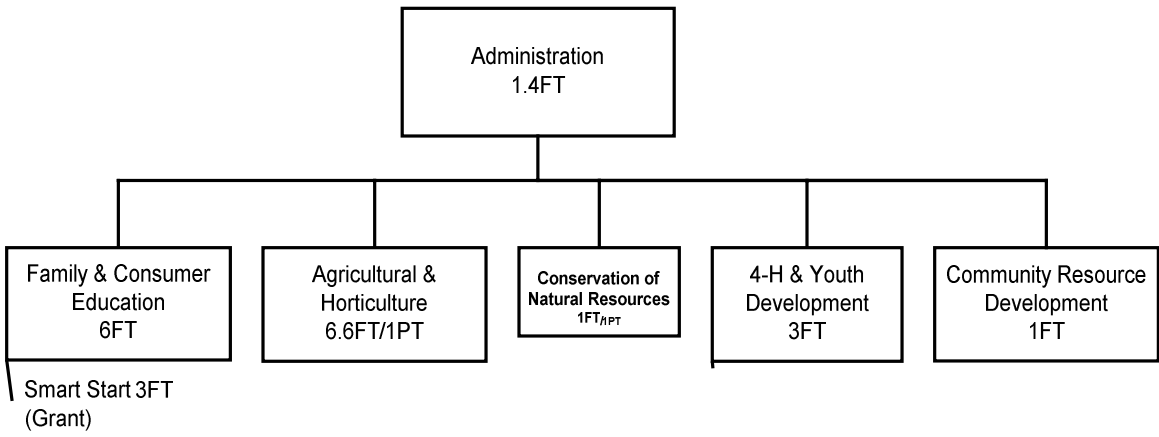 Administration
1.4FT
Family & Consumer
Education
6FT
Agricultural &
Horticulture
6.6FT/1PT
Conservation of
Natural Resources
1FT/1PT
4-H & Youth
Development
3FT
Community Resource
Development
1FT
Smart Start 3FT
(Grant)